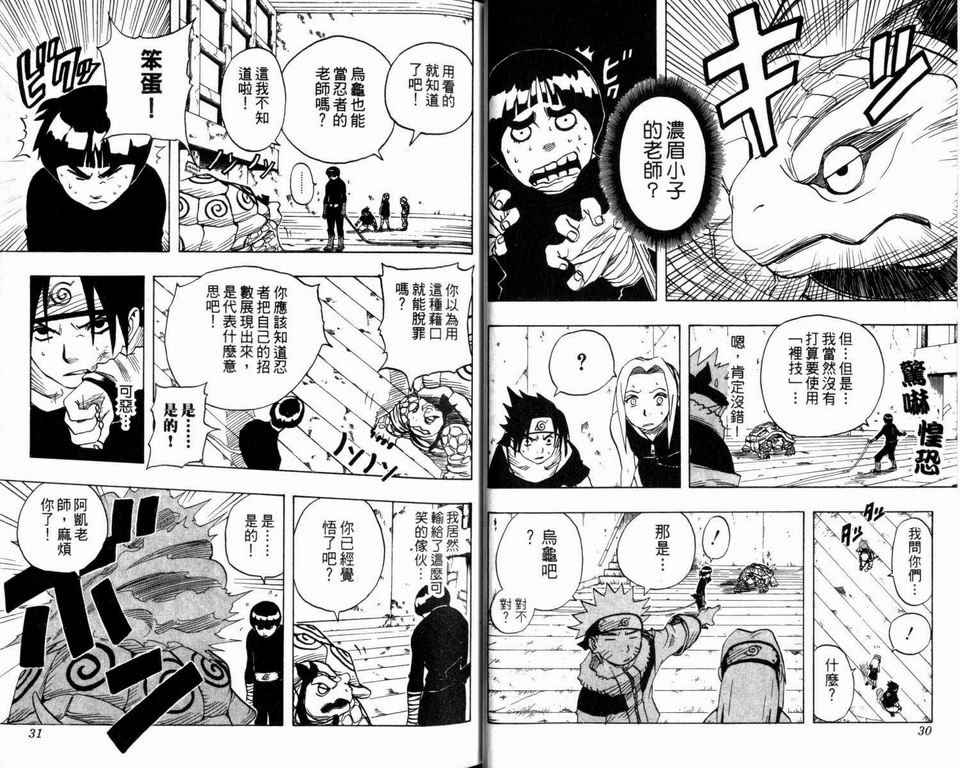 キッ
濃眉小子
的老師？
但…但是…
我當然沒有
打算要使用
「裡技」…
驚嚇
惶恐
嗯，肯定沒錯！
？
我問你們…
ダッ
ダッ
！
什麼？
！
那是…
烏龜吧
？
對不
對？
30
用看的
就知道
了吧！
烏龜也能
當忍者的
老師嗎？
這我不知
道啦！
……
笨蛋！
ビクッ
你以為用
這種藉口
就能脫罪
嗎？
你應該知道忍
者把自己的招
數展現出來，
是代表什麼意
思吧！
是……
是的！
可惡…
我居然
輸給了這麼可
笑的傢伙…
你已經覺
悟了吧？
是……
是的！
阿凱老
師，麻煩
你了！
31